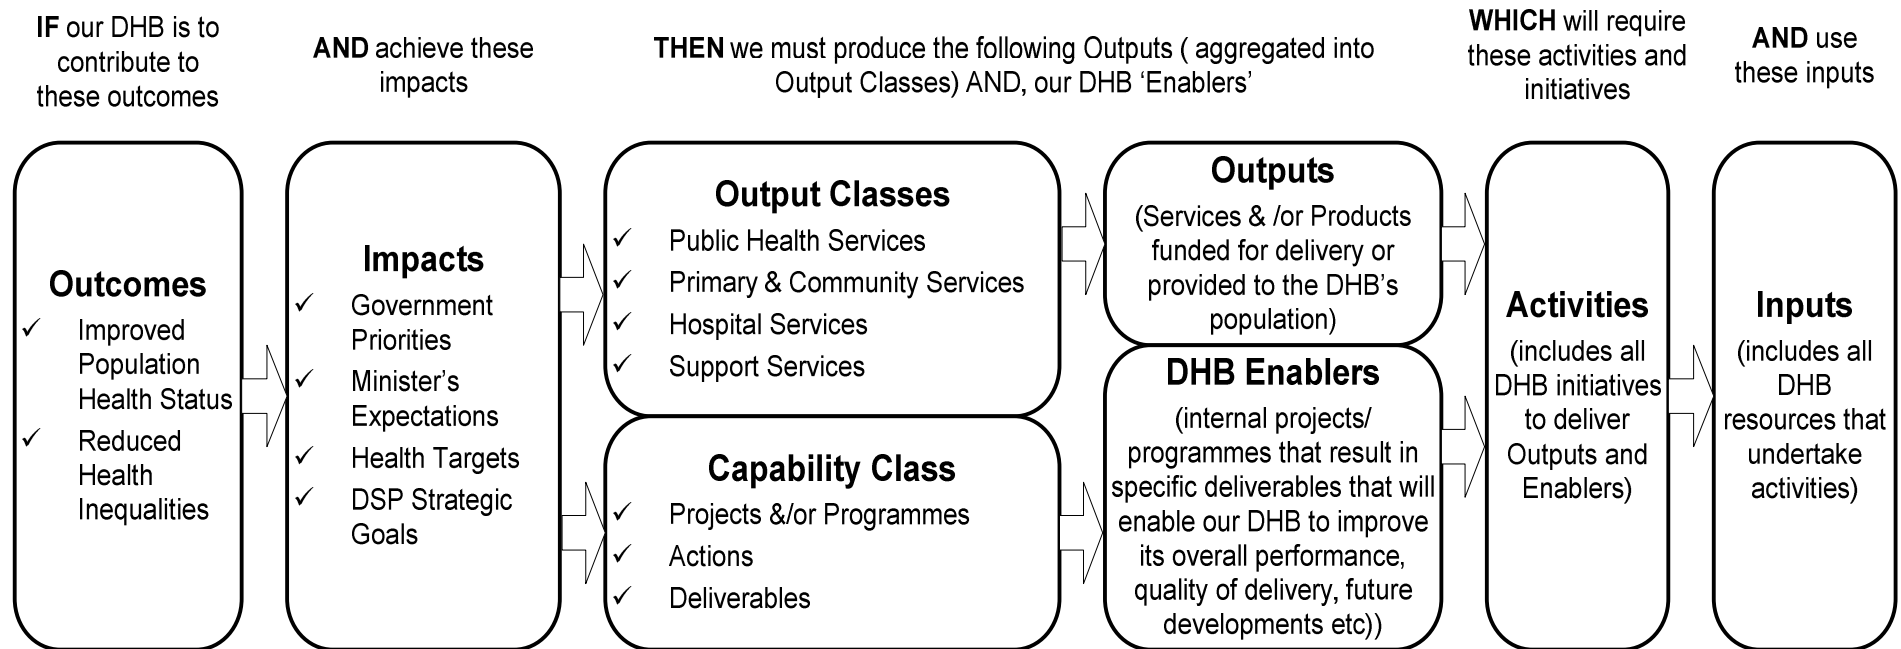 IF our DHB is to
contribute to
these outcomes
AND achieve these
impacts
THEN we must produce the following Outputs ( aggregated into
Output Classes) AND, our DHB ‘Enablers’
WHICH will require
these activities and
initiatives
AND use
these inputs
Outcomes
✓ Improved
Population
Health Status
✓ Reduced
Health
Inequalities
Impacts
✓ Government
Priorities
✓ Minister’s
Expectations
✓ Health Targets
✓ DSP Strategic
Goals
Output Classes
✓ Public Health Services
✓ Primary & Community Services
✓ Hospital Services
✓ Support Services
Capability Class
✓ Projects &/or Programmes
✓ Actions
✓ Deliverables
Outputs
(Services & /or Products
funded for delivery or
provided to the DHB’s
population)
DHB Enablers
(internal projects/
programmes that result in
specific deliverables that will
enable our DHB to improve
its overall performance,
quality of delivery, future
developments etc))
Activities
(includes all
DHB initiatives
to deliver
Outputs and
Enablers)
Inputs
(includes all
DHB
resources that
undertake
activities)